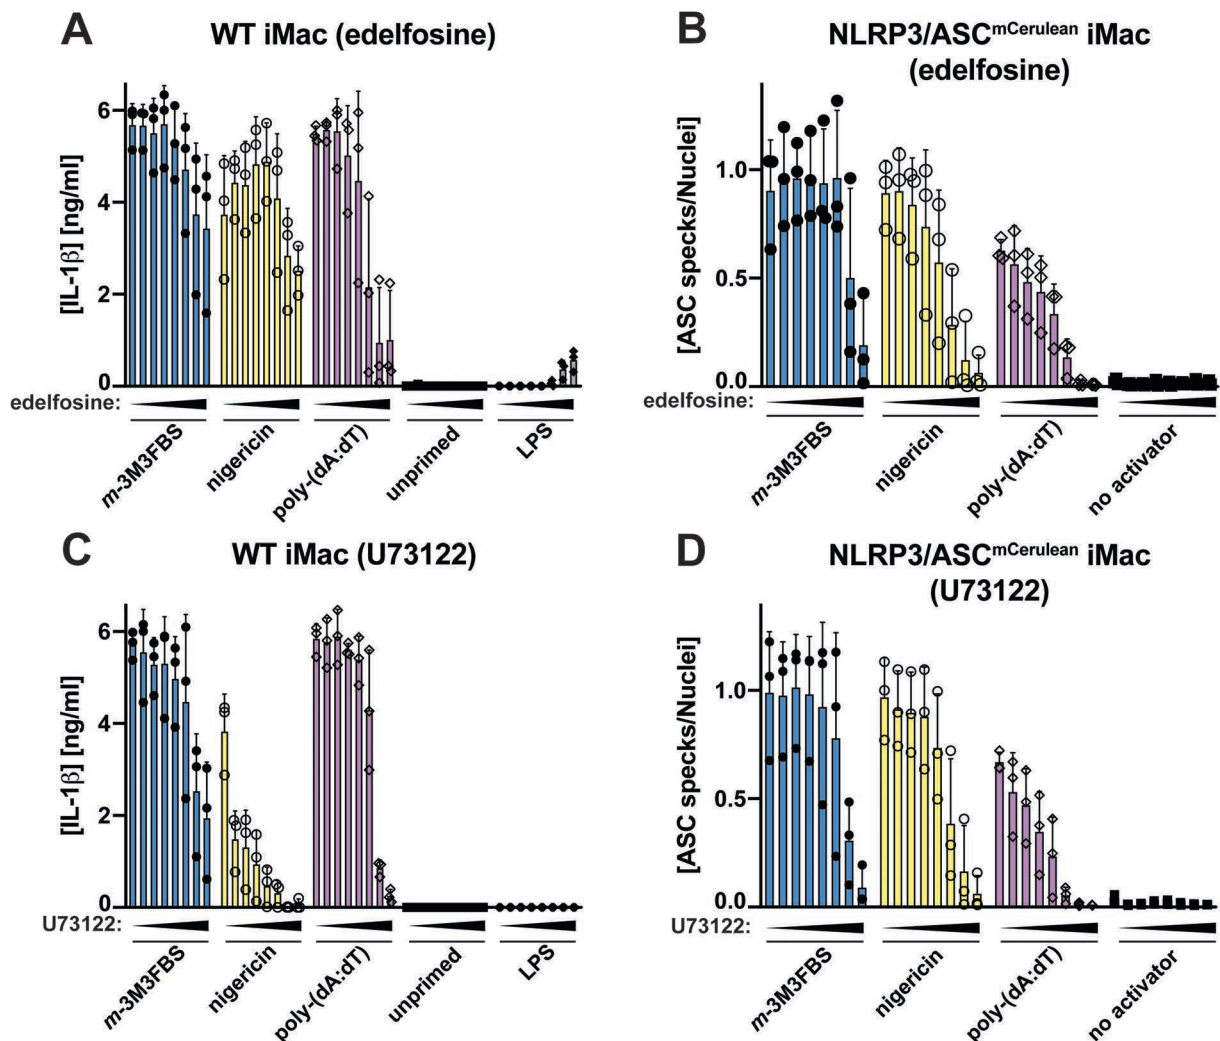 A
WT iMac (edelfosine)
[IL-1β] [ng/ml]
6
4
2
0
edelfosine:
m-3M3FBS
nigericin
poly-(dA:dT)
unprimed
LPS
B
NLRP3/ASCmCerulean iMac
(edelfosine)
[ASC specks/Nuclei]
1.0
0.5
0.0
edelfosine:
m-3M3FBS
nigericin
poly-(dA:dT)
no activator
C
WT iMac (U73122)
[IL-1β] [ng/ml]
6
4
2
0
U73122:
m-3M3FBS
nigericin
poly-(dA:dT)
unprimed
LPS
D
NLRP3/ASCmCerulean iMac
(U73122)
[ASC specks/Nuclei]
1.0
0.5
0.0
U73122:
m-3M3FBS
nigericin
poly-(dA:dT)
no activator